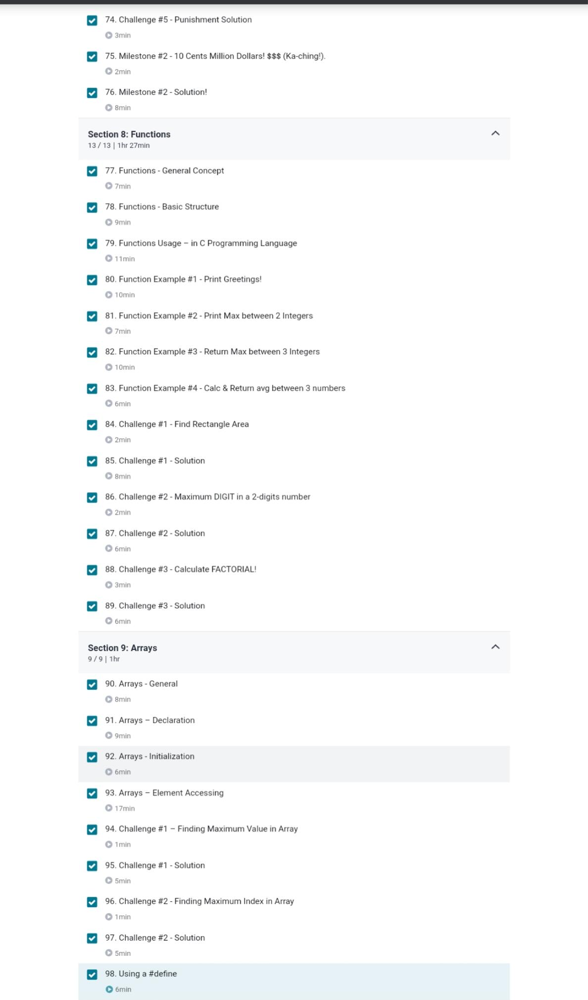 74. Challenge #5 - Punishment Solution
3min
75. Milestone #2 - 10 Cents Million Dollars! $$$ (Ka-ching!).
2min
76. Milestone #2 - Solution!
8min
Section 8: Functions
13 / 13 | 1hr 27min
77. Functions - General Concept
7min
78. Functions - Basic Structure
9min
79. Functions Usage – in C Programming Language
11min
80. Function Example #1 - Print Greetings!
10min
81. Function Example #2 - Print Max between 2 Integers
7min
82. Function Example #3 - Return Max between 3 Integers
10min
83. Function Example #4 - Calc & Return avg between 3 numbers
6min
84. Challenge #1 - Find Rectangle Area
2min
85. Challenge #1 - Solution
8min
86. Challenge #2 - Maximum DIGIT in a 2-digits number
2min
87. Challenge #2 - Solution
6min
88. Challenge #3 - Calculate FACTORIAL!
3min
89. Challenge #3 - Solution
6min
Section 9: Arrays
9 / 9 | 1hr
90. Arrays - General
8min
91. Arrays – Declaration
9min
92. Arrays - Initialization
6min
93. Arrays – Element Accessing
17min
94. Challenge #1 – Finding Maximum Value in Array
1min
95. Challenge #1 - Solution
5min
96. Challenge #2 - Finding Maximum Index in Array
1min
97. Challenge #2 - Solution
5min
98. Using a #define
6min